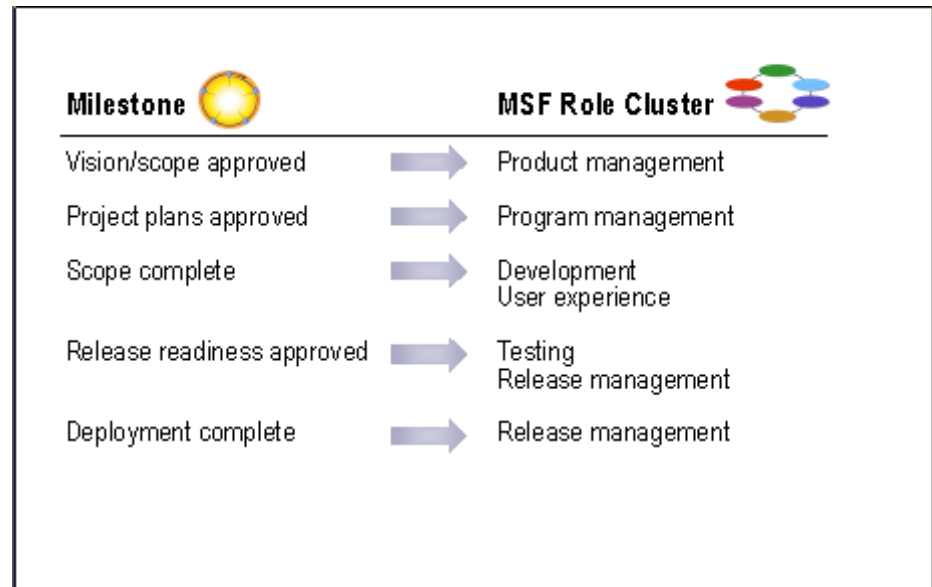 Milestone MSF Role Cluster
Vision/scope approved Product management
Project plans approved Program management
Scope complete Development
User experience
Release readiness approved Testing
Release management
Deployment complete Release management